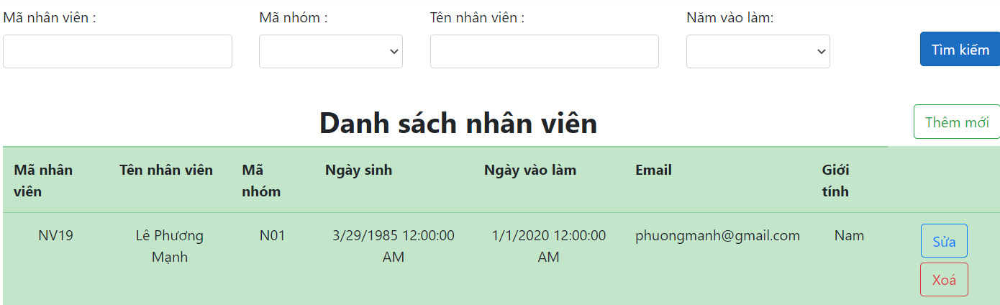 Mã nhân viên :
Mã nhóm :
Tên nhân viên :
Năm vào làm:
Tìm kiếm
Danh sách nhân viên
Thêm mới
Mã nhân
viên
Tên nhân viên
Mã
nhóm
Ngày sinh
Ngày vào làm
Email
Giới
tính
NV19
Lê Phương
Mạnh
N01
3/29/1985 12:00:00
AM
1/1/2020 12:00:00
AM
phuongmanh@gmail.com
Nam
Sửa
Xoá